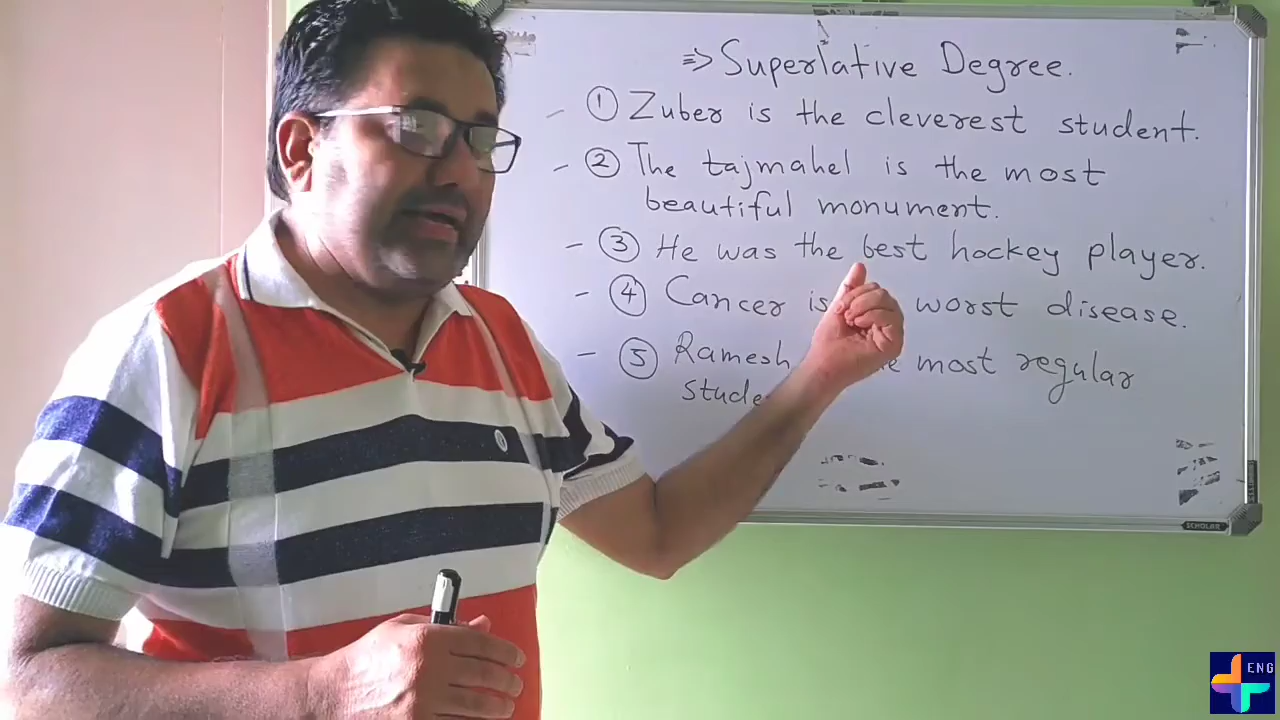 ⇒ Superlative Degree.
- ① Zuber is the cleverest student.
- ② The tajmahel is the most
beautiful monument.
- ③ He was the best hockey player.
- ④ Cancer is worst disease.
- ⑤ Ramesh most regular
SCHOLAR
ENG